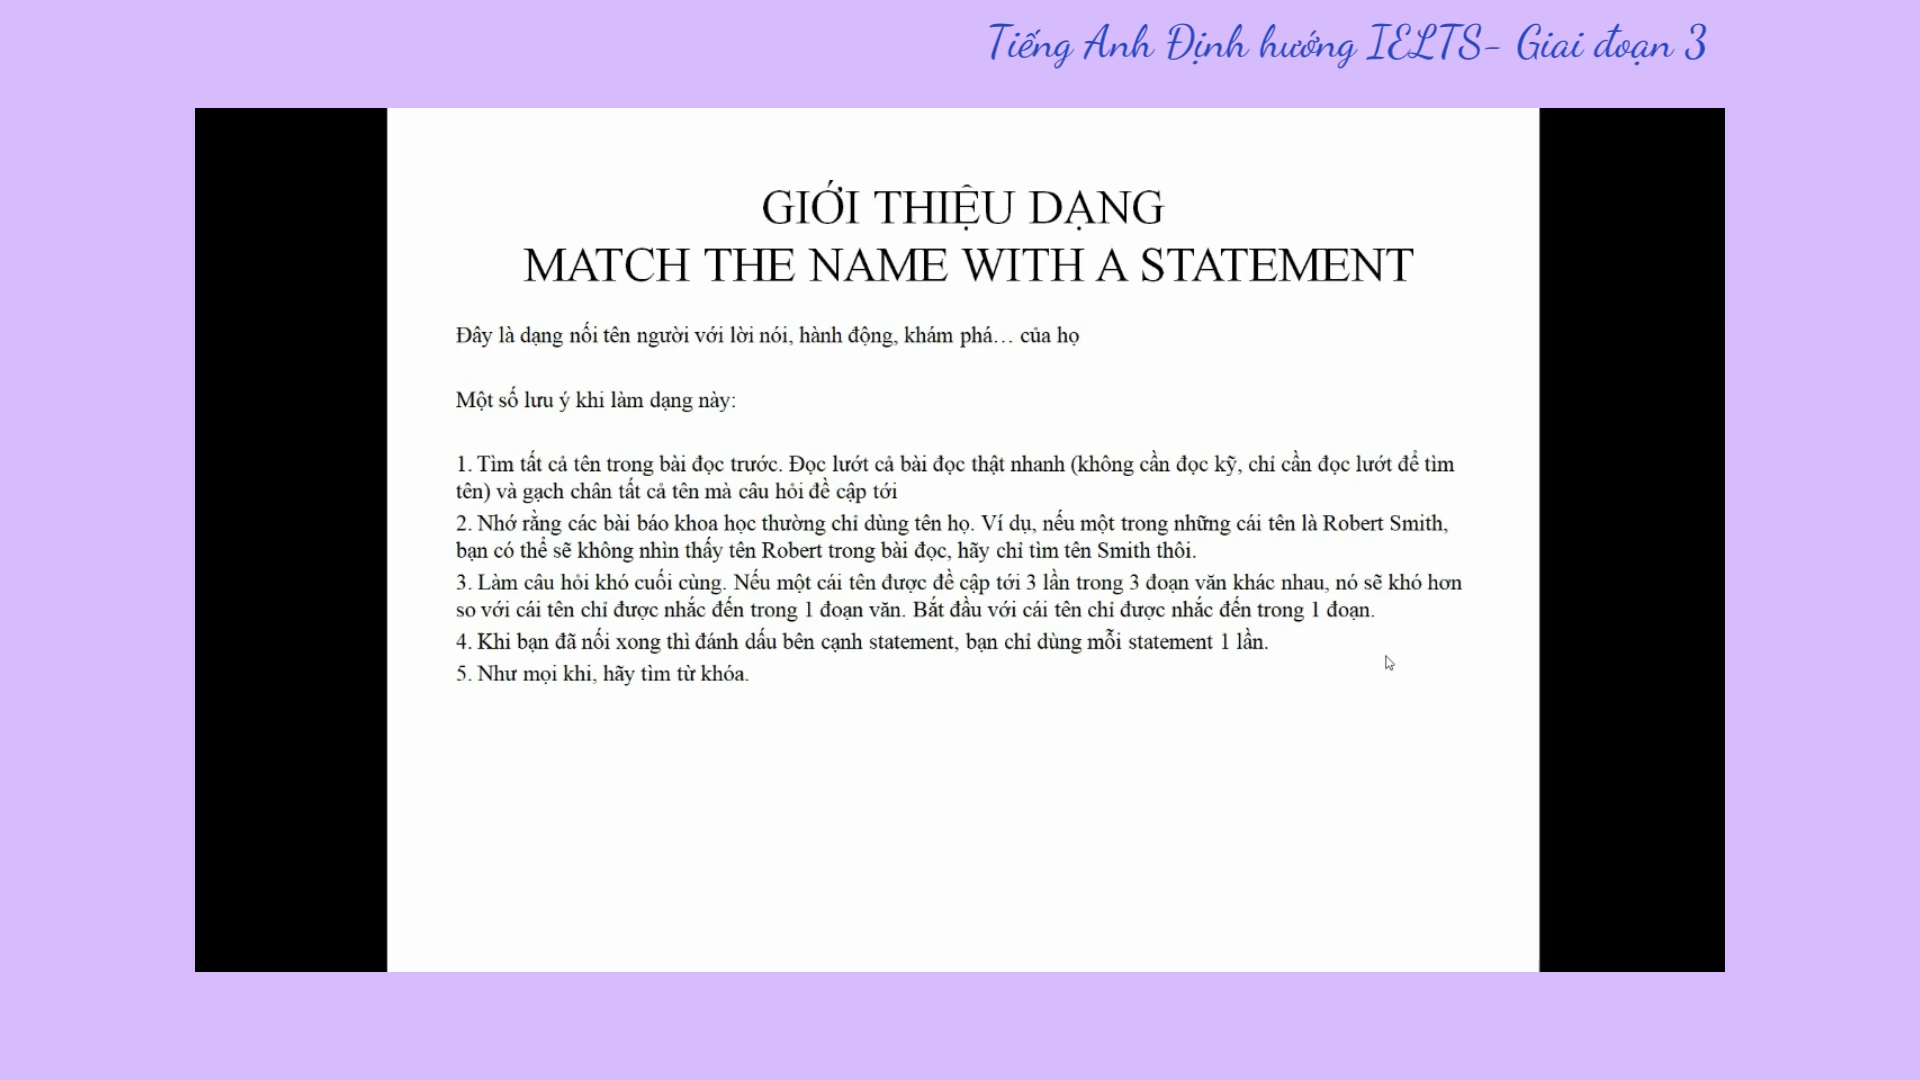 Tiếng Anh Định hướng IELTS- Giai đoạn 3
GIỚI THIỆU DẠNG
MATCH THE NAME WITH A STATEMENT
Đây là dạng nối tên người với lời nói, hành động, khám phá… của họ
Một số lưu ý khi làm dạng này:
1. Tìm tất cả tên trong bài đọc trước. Đọc lướt cả bài đọc thật nhanh (không cần đọc kỹ, chỉ cần đọc lướt để tìm
tên) và gạch chân tất cả tên mà câu hỏi đề cập tới
2. Nhớ rằng các bài báo khoa học thường chỉ dùng tên họ. Ví dụ, nếu một trong những cái tên là Robert Smith,
bạn có thể sẽ không nhìn thấy tên Robert trong bài đọc, hãy chỉ tìm tên Smith thôi.
3. Làm câu hỏi khó cuối cùng. Nếu một cái tên được đề cập tới 3 lần trong 3 đoạn văn khác nhau, nó sẽ khó hơn
so với cái tên chỉ được nhắc đến trong 1 đoạn văn. Bắt đầu với cái tên chỉ được nhắc đến trong 1 đoạn.
4. Khi bạn đã nối xong thì đánh dấu bên cạnh statement, bạn chỉ dùng mỗi statement 1 lần.
5. Như mọi khi, hãy tìm từ khóa.